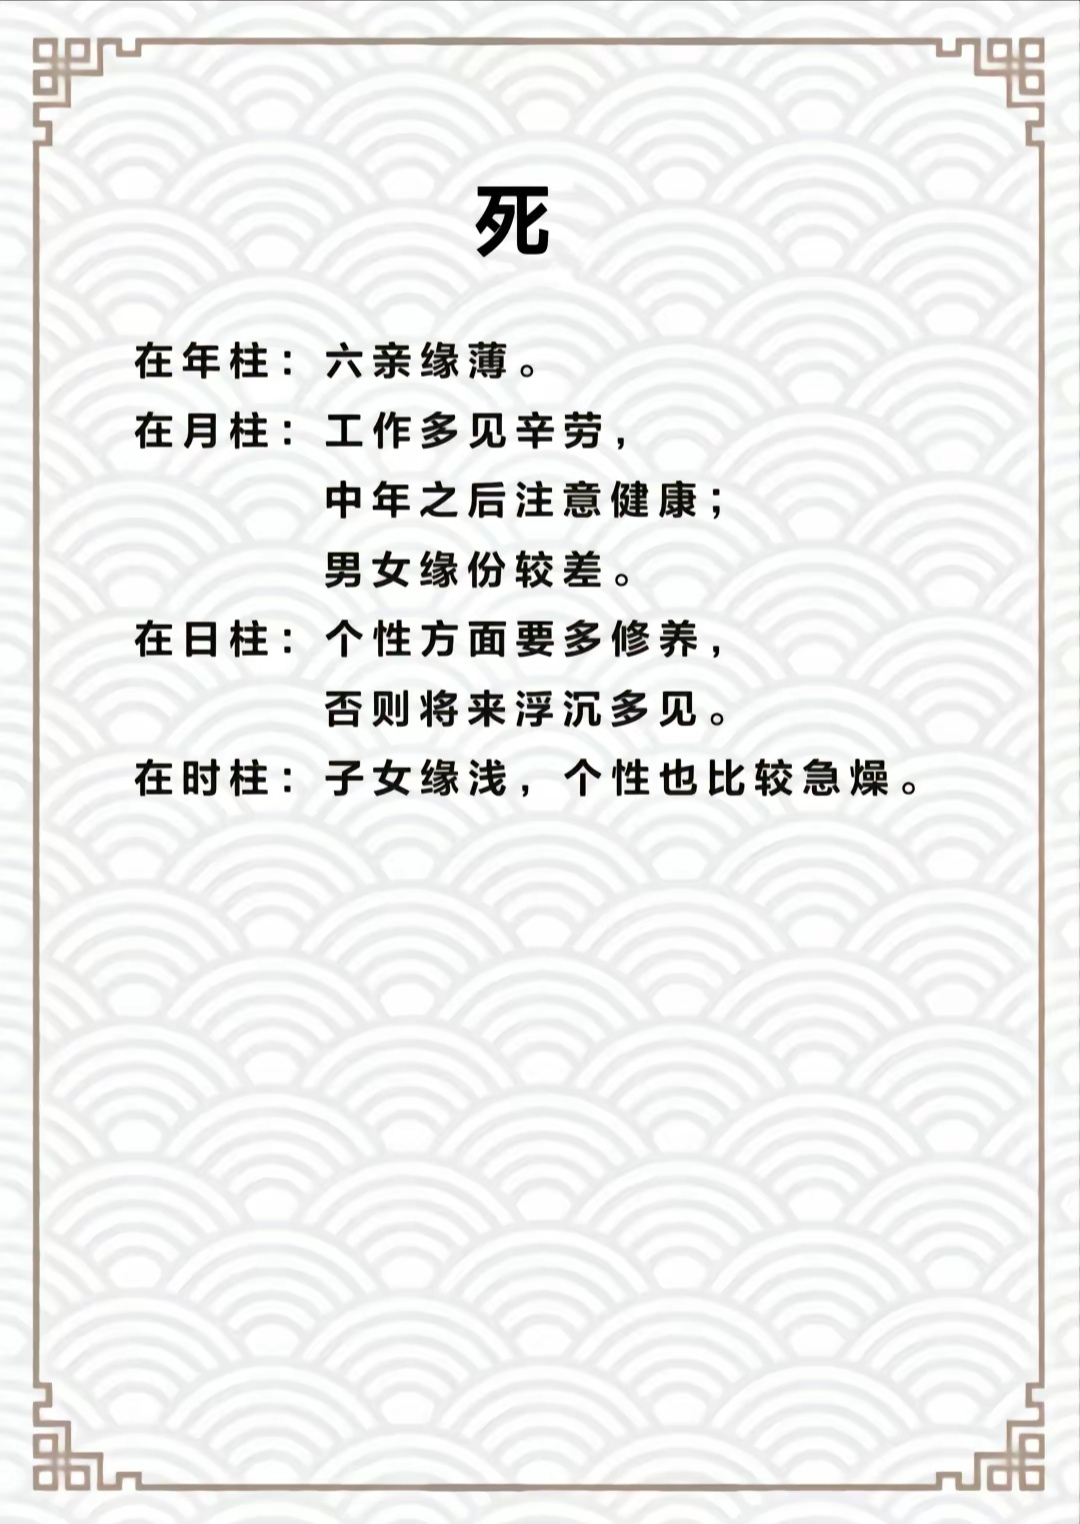 死
在年柱：六亲缘薄。
在月柱：工作多见辛劳，
中年之后注意健康；
男女缘份较差。
在日柱：个性方面要多修养，
否则将来浮沉多见。
在时柱：子女缘浅，个性也比较急燥。